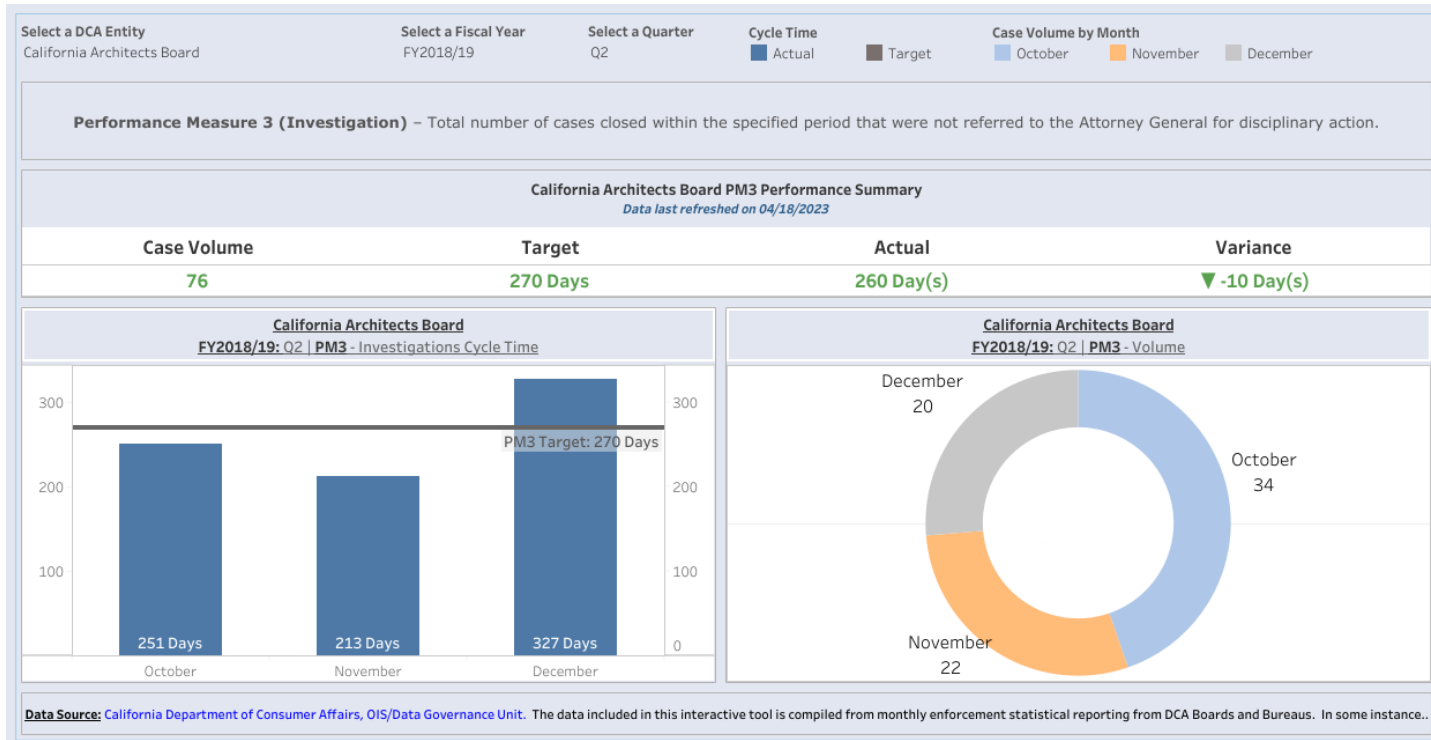 Select a DCA Entity
California Architects Board
Select a Fiscal Year
FY2018/19
Select a Quarter
Q2
Cycle Time
Actual
Target
Case Volume by Month
October
November
December
Performance Measure 3 (Investigation) – Total number of cases closed within the specified period that were not referred to the Attorney General for disciplinary action.
California Architects Board PM3 Performance Summary
Data last refreshed on 04/18/2023
Case Volume
Target
Actual
Variance
76
270 Days
260 Day(s)
▼ -10 Day(s)
California Architects Board
FY2018/19: Q2 | PM3 - Investigations Cycle Time
300
200
100
300
200
100
0
PM3 Target: 270 Days
251 Days
213 Days
327 Days
October
November
December
California Architects Board
FY2018/19: Q2 | PM3 - Volume
December
20
October
34
November
22
Data Source: California Department of Consumer Affairs, OIS/Data Governance Unit. The data included in this interactive tool is compiled from monthly enforcement statistical reporting from DCA Boards and Bureaus. In some instance..